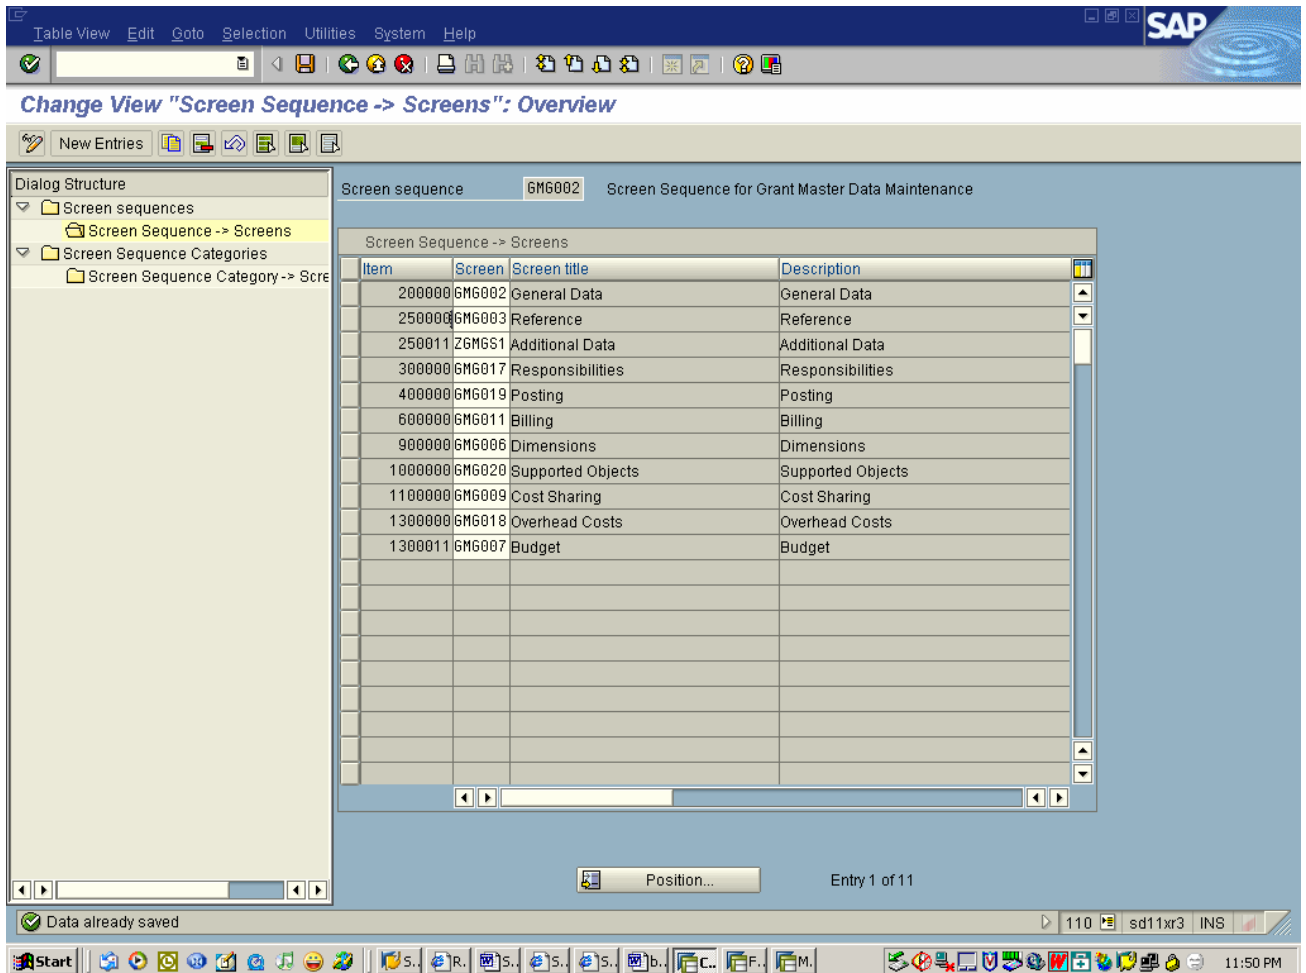 Table View Edit Goto Selection Utilities System Help
SAP
Change View "Screen Sequence -> Screens": Overview
New Entries
Dialog Structure
Screen sequences
Screen Sequence -> Screens
Screen Sequence Categories
Screen Sequence Category -> Scre
Screen sequence GMG002 Screen Sequence for Grant Master Data Maintenance
Screen Sequence -> Screens
Item Screen Screen title Description
200000 GMG002 General Data General Data
250000 GMG003 Reference Reference
250011 ZGMGS1 Additional Data Additional Data
300000 GMG017 Responsibilities Responsibilities
400000 GMG019 Posting Posting
600000 GMG011 Billing Billing
900000 GMG006 Dimensions Dimensions
1000000 GMG020 Supported Objects Supported Objects
1100000 GMG009 Cost Sharing Cost Sharing
1300000 GMG018 Overhead Costs Overhead Costs
1300011 GMG007 Budget Budget
Position... Entry 1 of 11
Data already saved 110 sd11xr3 INS
Start S.. R.. S.. S.. S.. b.. C.. F.. M.. 11:50 PM